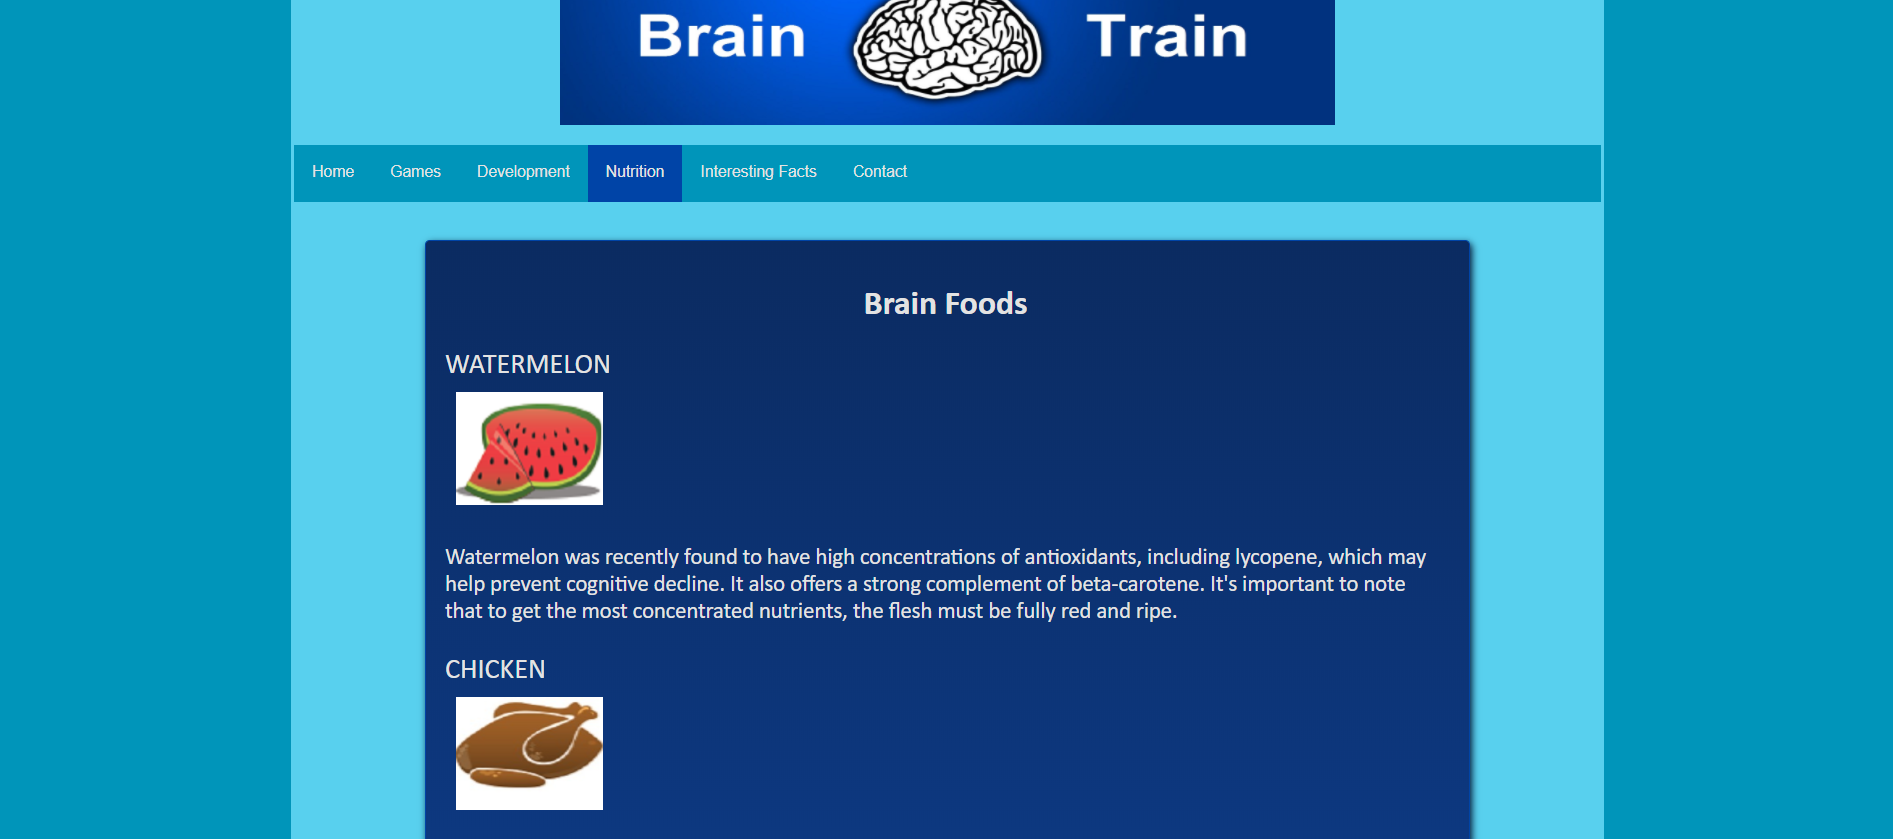 Brain Train
Home Games Development Nutrition Interesting Facts Contact
Brain Foods
WATERMELON
Watermelon was recently found to have high concentrations of antioxidants, including lycopene, which may
help prevent cognitive decline. It also offers a strong complement of beta-carotene. It's important to note
that to get the most concentrated nutrients, the flesh must be fully red and ripe.
CHICKEN